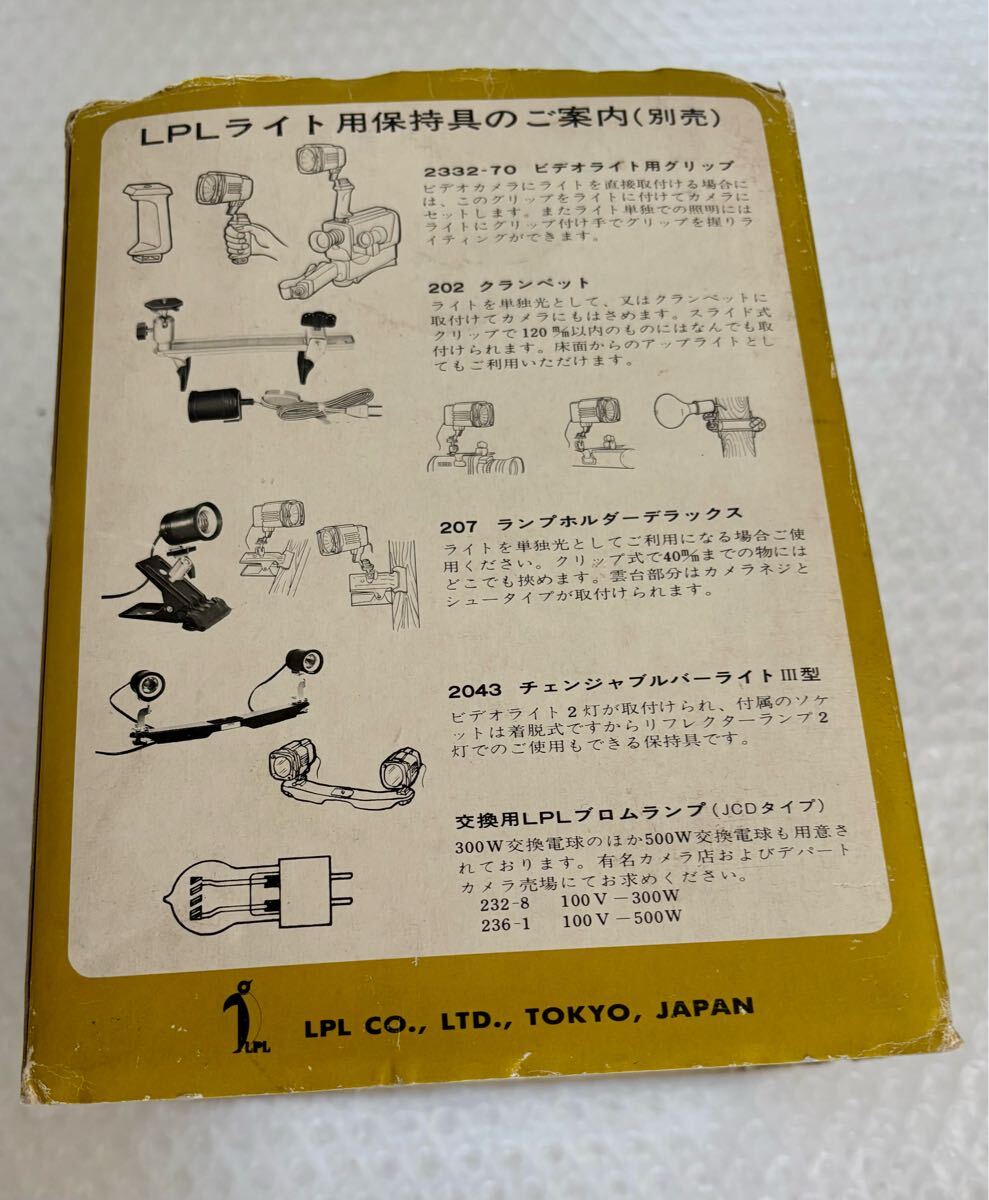 LPLライト用保持具のご案内(別売)
2332-70 ビデオライト用グリップ
ビデオカメラにライトを直接取付ける場合に
は、このグリップをライトに付けてカメラに
セットします。またライト単独での照明には
ライトにグリップ付け手でグリップを握りラ
イティングができます。
202 クランペット
ライトを単独光として、又はクランペットに
取付けてカメラにもはさめます。スライド式
クリップで120㎜以内のものにはなんでも取
付けられます。床面からのアップライトとし
てもご利用いただけます。
207 ランプホルダーデラックス
ライトを単独光としてご利用になる場合ご使
用ください。クリップ式で40㎜までの物には
どこでも挾めます。雲台部分はカメラネジと
シュータイプが取付けられます。
2043 チェンジャブルバーライトIII型
ビデオライト2灯が取付けられ、付属のソケ
ットは着脱式ですからリフレクターランプ2
灯でのご使用もできる保持具です。
交換用LPLブロムランプ(JCDタイプ)
300W交換電球のほか500W交換電球も用意さ
れております。有名カメラ店およびデパート
カメラ売場にてお求めください。
232-8 100V-300W
236-1 100V-500W
LPL
LPL CO., LTD., TOKYO, JAPAN